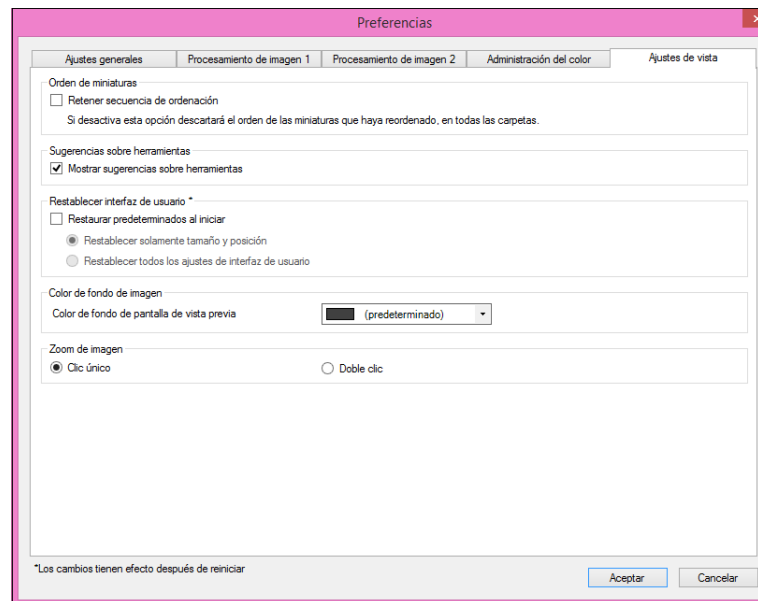 Preferencias
Ajustes generales
Procesamiento de imagen 1
Procesamiento de imagen 2
Administración del color
Ajustes de vista
Orden de miniaturas
Retener secuencia de ordenación
Si desactiva esta opción descartará el orden de las miniaturas que haya reordenado, en todas las carpetas.
Sugerencias sobre herramientas
Mostrar sugerencias sobre herramientas
Restablecer interfaz de usuario *
Restaurar predeterminados al iniciar
Restablecer solamente tamaño y posición
Restablecer todos los ajustes de interfaz de usuario
Color de fondo de imagen
Color de fondo de pantalla de vista previa (predeterminado)
Zoom de imagen
Clic único Doble clic
*Los cambios tienen efecto después de reiniciar
Aceptar Cancelar